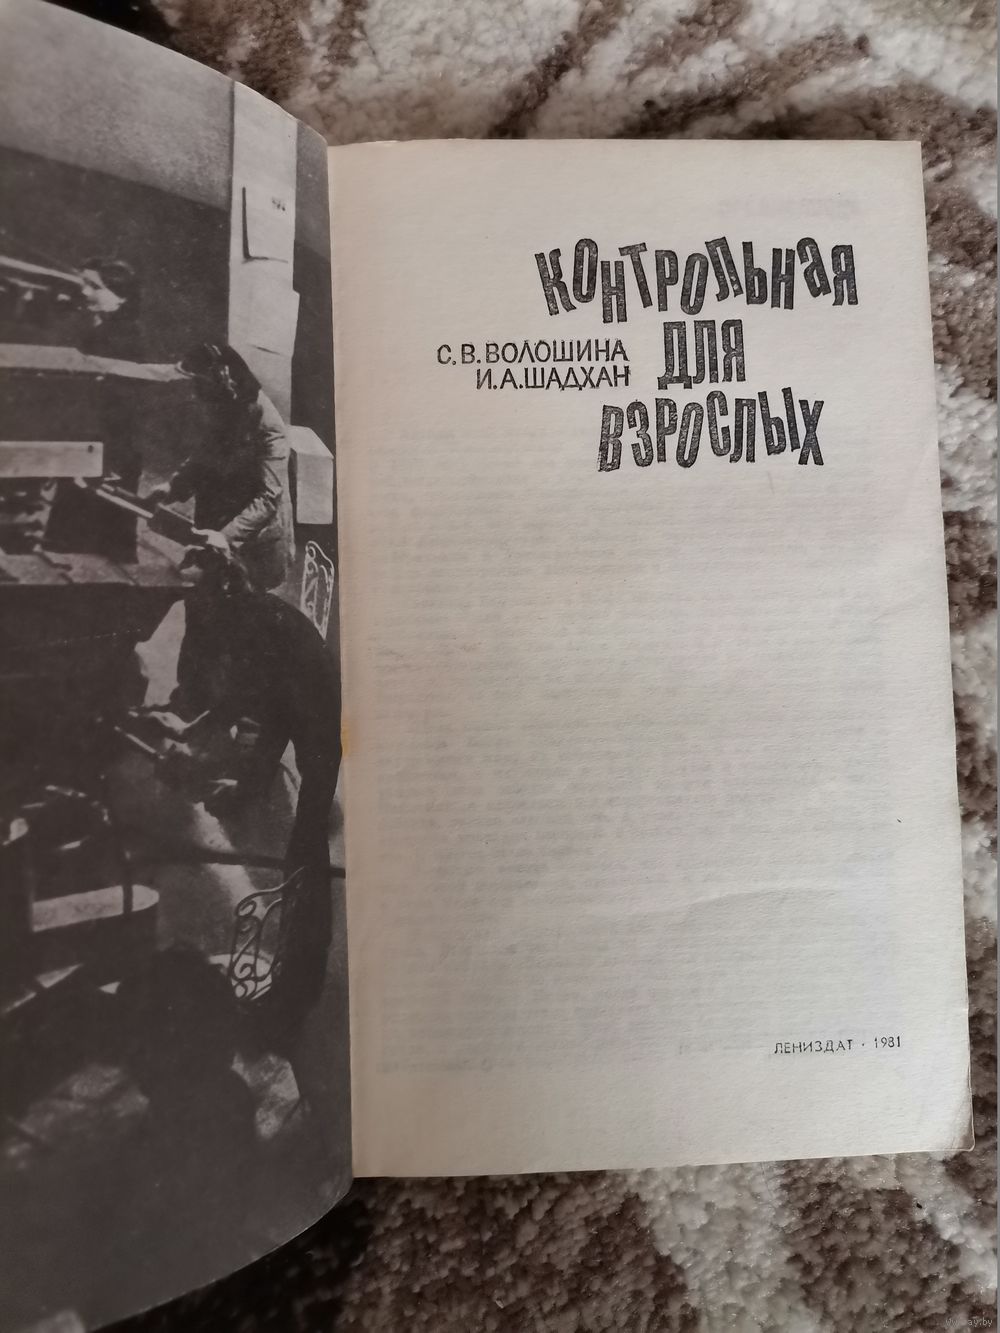 КОНТРОЛЬНАЯ
ДЛЯ
ВЗРОСЛЫХ
С. В. ВОЛОШИНА
И. А. ШАДХАН
ЛЕНИЗДАТ · 1981